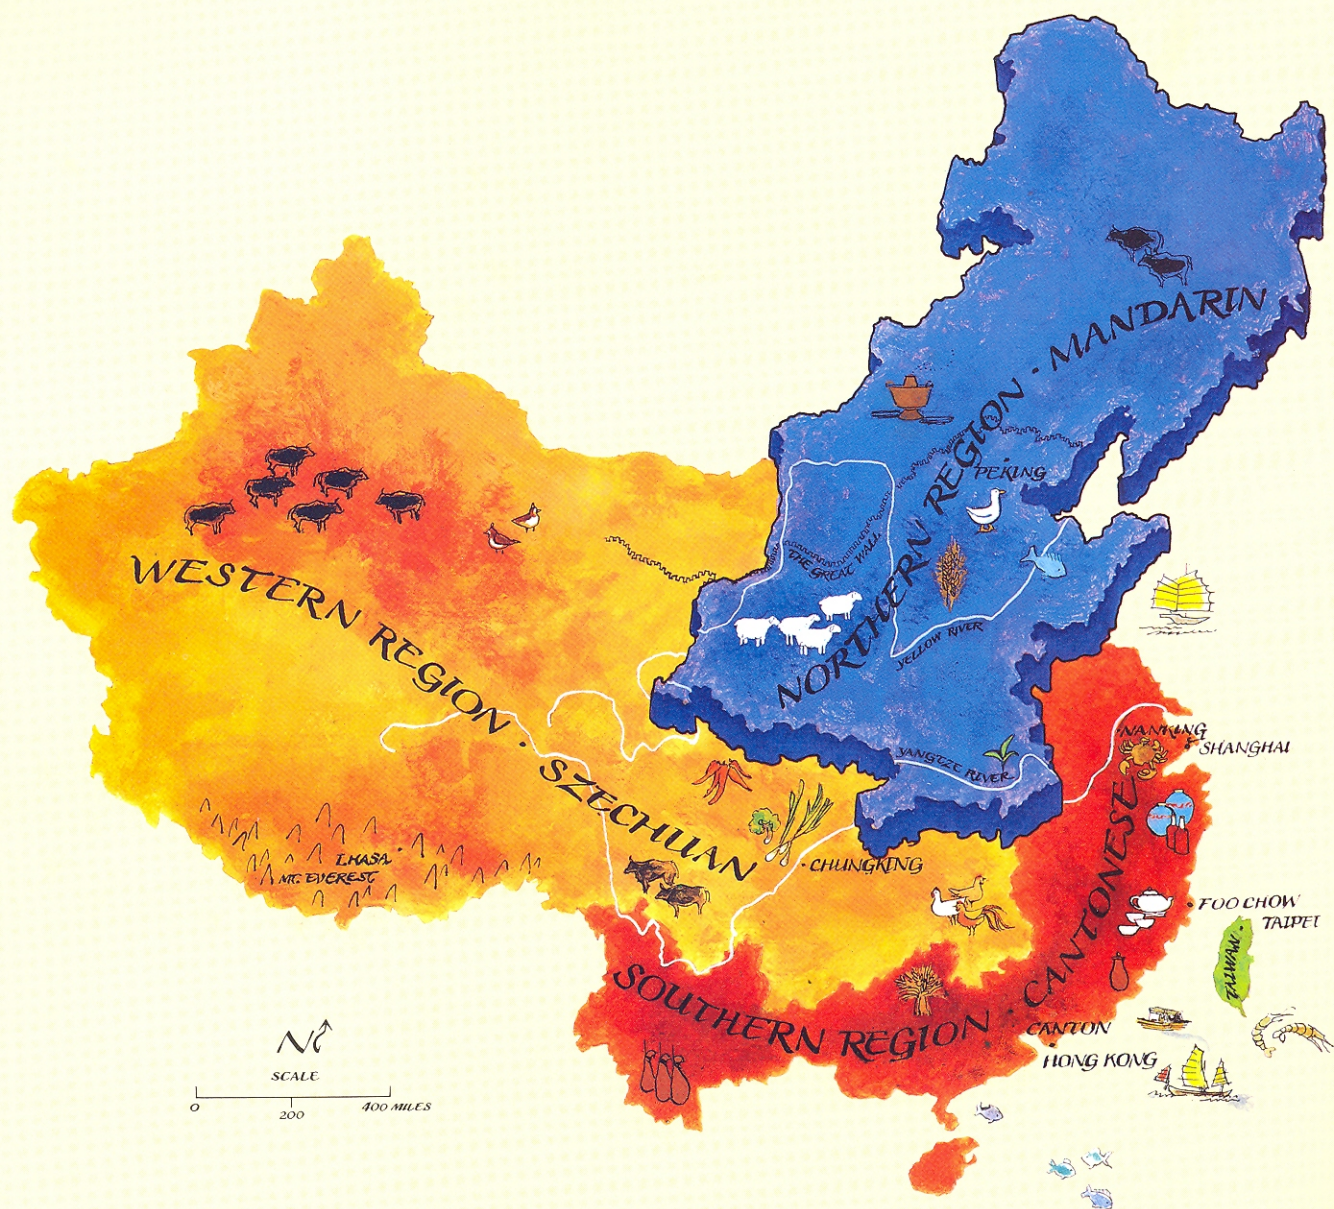 NORTHERN REGION · MANDARIN
PEKING
THE GREAT WALL
YELLOW RIVER
YANGTZE RIVER
WESTERN REGION · SZECHUAN
LHASA
MT. EVEREST
CHUNGKING
NANKING
SHANGHAI
SOUTHERN REGION · CANTONESE
FOO CHOW
TAIPEI
TAIWAN
CANTON
HONG KONG
N
SCALE
0 200 400 MILES